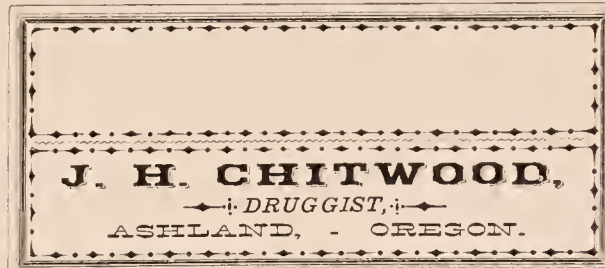 J. H. CHITWOOD,
DRUGGIST,
ASHLAND, - OREGON.